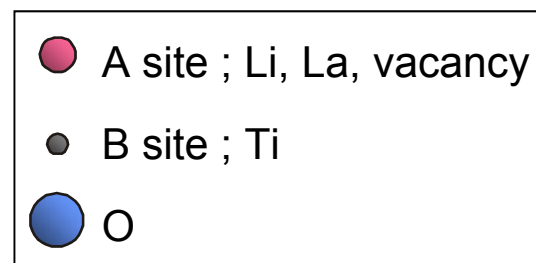 A site ; Li, La, vacancy
B site ; Ti
O